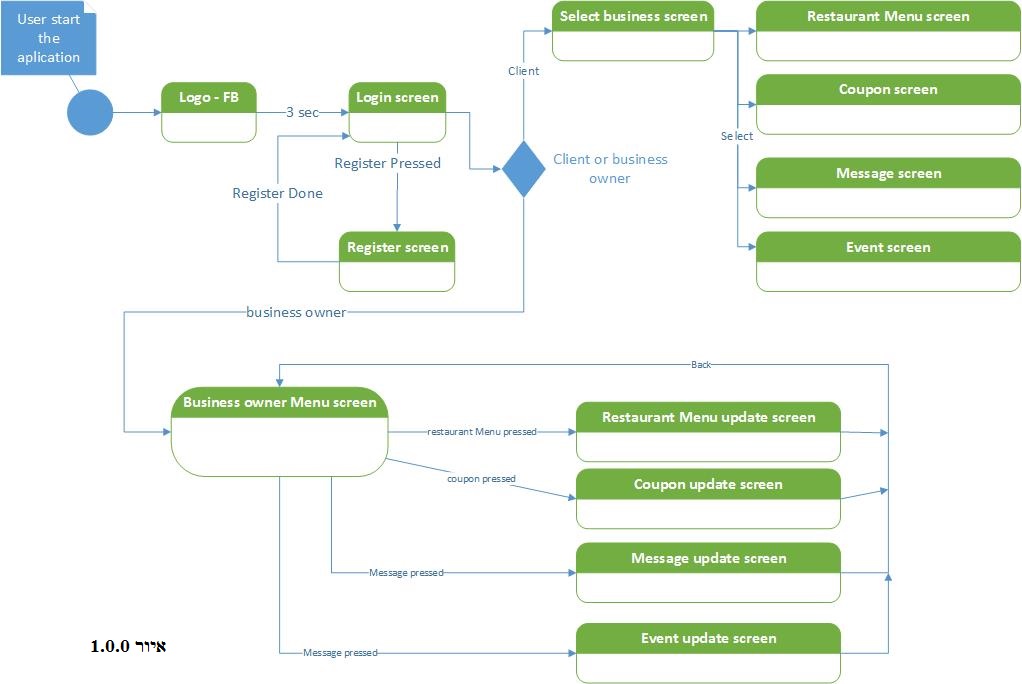 User start
the
aplication
Logo - FB
3 sec
Login screen
Register Pressed
Register Done
Register screen
Client
Client or business
owner
business owner
Select business screen
Select
Restaurant Menu screen
Coupon screen
Message screen
Event screen
Back
Business owner Menu screen
restaurant Menu pressed
coupon pressed
Message pressed
Message pressed
Restaurant Menu update screen
Coupon update screen
Message update screen
Event update screen
איור 1.0.0